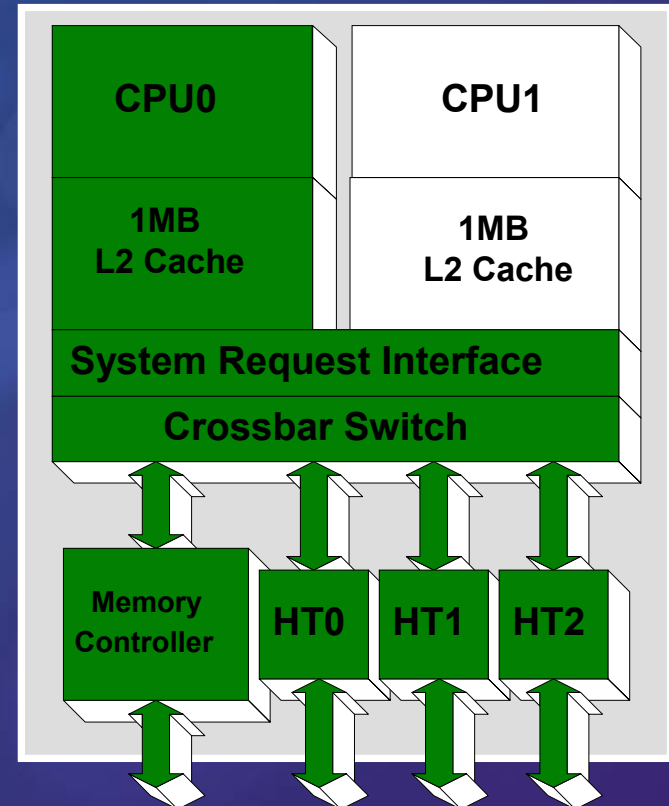 CPU0
CPU1
1MB
L2 Cache
1MB
L2 Cache
System Request Interface
Crossbar Switch
Memory
Controller
HT0
HT1
HT2